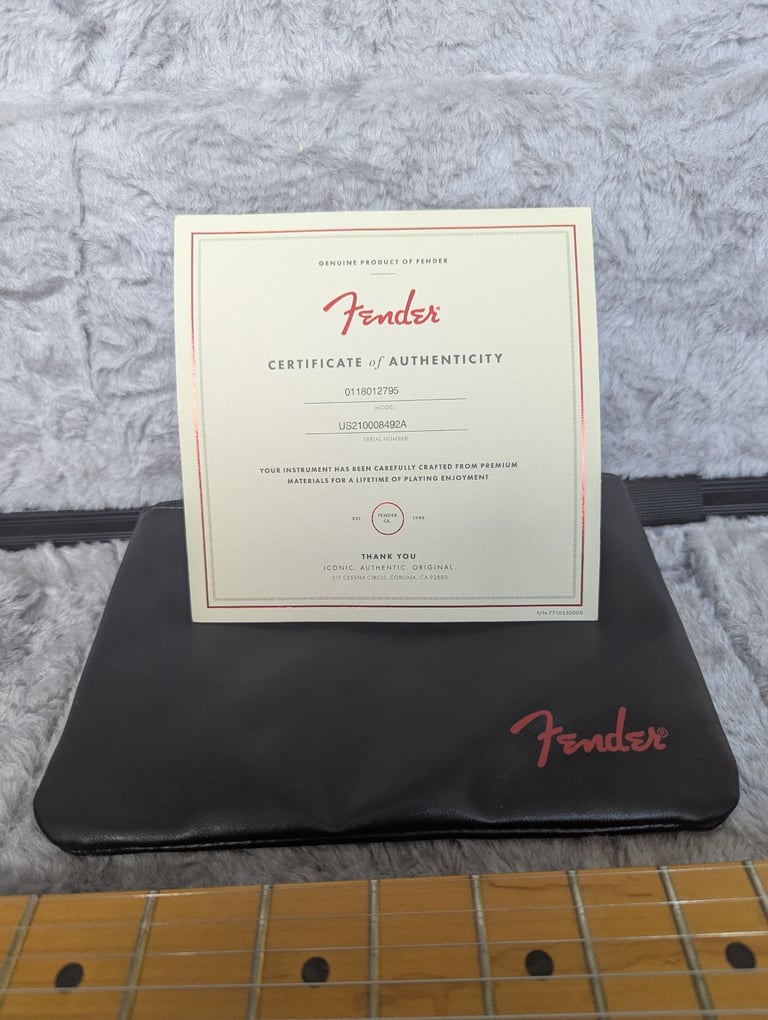 GENUINE PRODUCT OF FENDER
Fender®
CERTIFICATE of AUTHENTICITY
0118012795
MODEL
US210008492A
SERIAL NUMBER
YOUR INSTRUMENT HAS BEEN CAREFULLY CRAFTED FROM PREMIUM
MATERIALS FOR A LIFETIME OF PLAYING ENJOYMENT
EST. FENDER CA. 1946
THANK YOU
ICONIC. AUTHENTIC. ORIGINAL.
311 CESSNA CIRCLE, CORONA, CA 92880
P/N 7710350000
Fender®